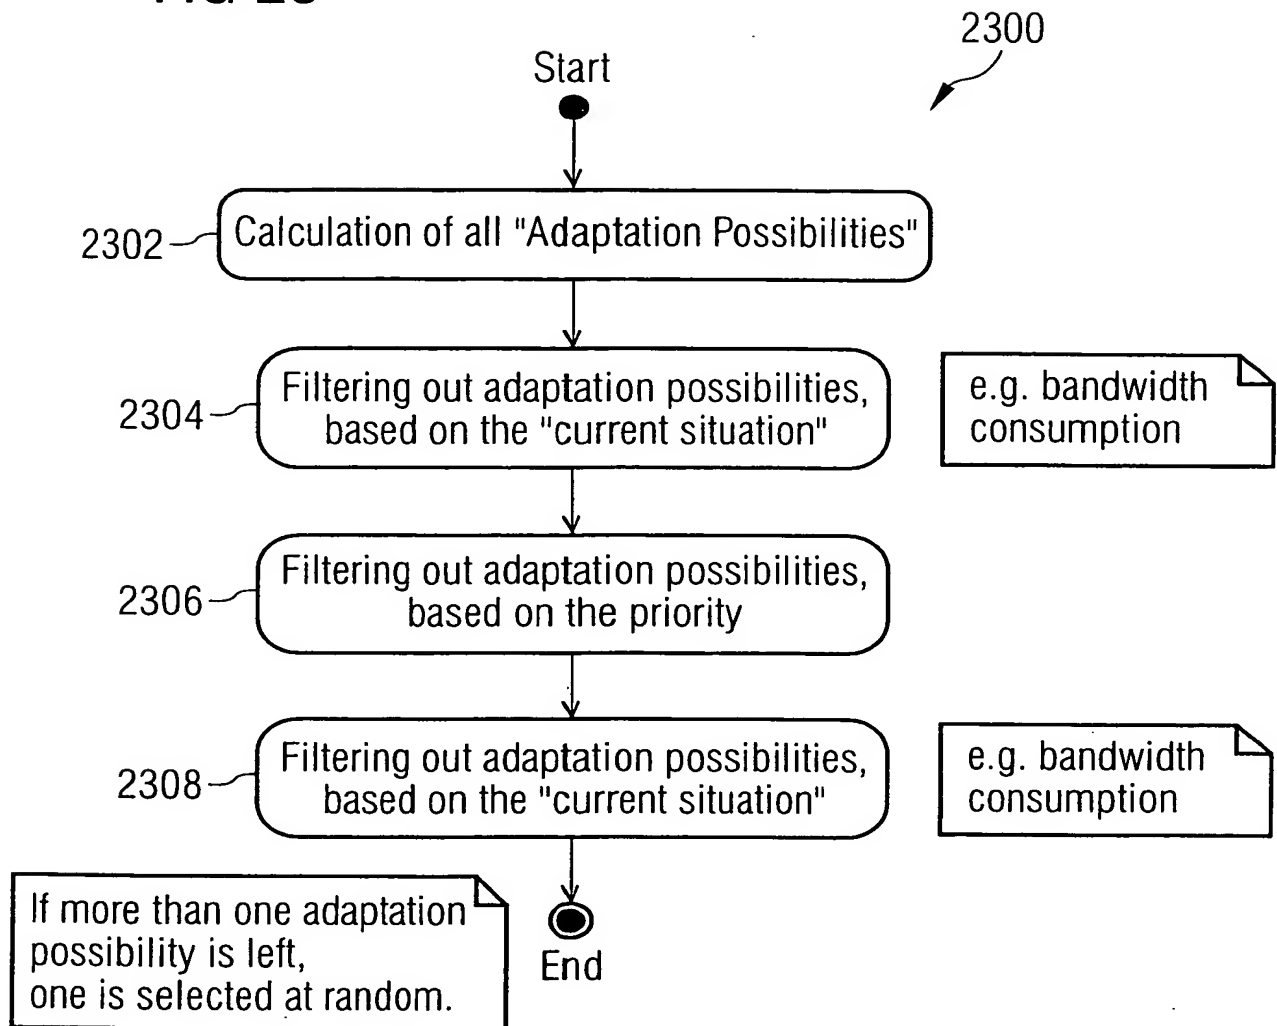 2300
Start
2302
Calculation of all "Adaptation Possibilities"
2304
Filtering out adaptation possibilities,
based on the "current situation"
e.g. bandwidth
consumption
2306
Filtering out adaptation possibilities,
based on the priority
2308
Filtering out adaptation possibilities,
based on the "current situation"
e.g. bandwidth
consumption
If more than one adaptation
possibility is left,
one is selected at random.
End